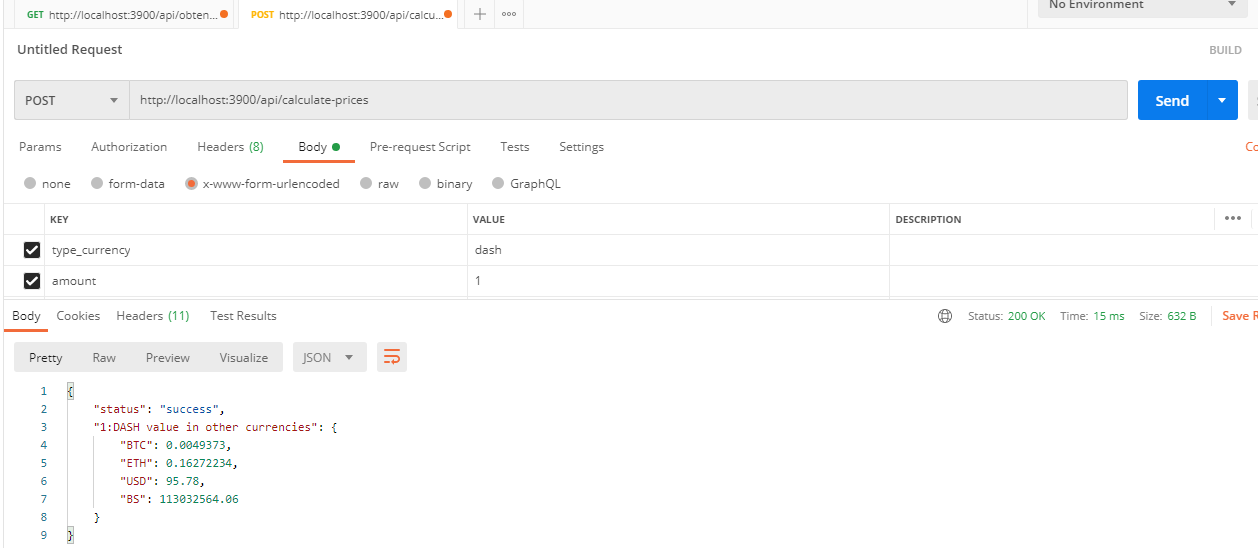 GET http://localhost:3900/api/obten... POST http://localhost:3900/api/calcu... No Environment
Untitled Request BUILD
POST http://localhost:3900/api/calculate-prices Send
Params Authorization Headers (8) Body Pre-request Script Tests Settings Co
none form-data x-www-form-urlencoded raw binary GraphQL
KEY VALUE DESCRIPTION
type_currency dash
amount 1
Body Cookies Headers (11) Test Results Status: 200 OK Time: 15 ms Size: 632 B Save R
Pretty Raw Preview Visualize JSON
1 {
2 "status": "success",
3 "1:DASH value in other currencies": {
4 "BTC": 0.0049373,
5 "ETH": 0.16272234,
6 "USD": 95.78,
7 "BS": 113032564.06
8 }
9 }